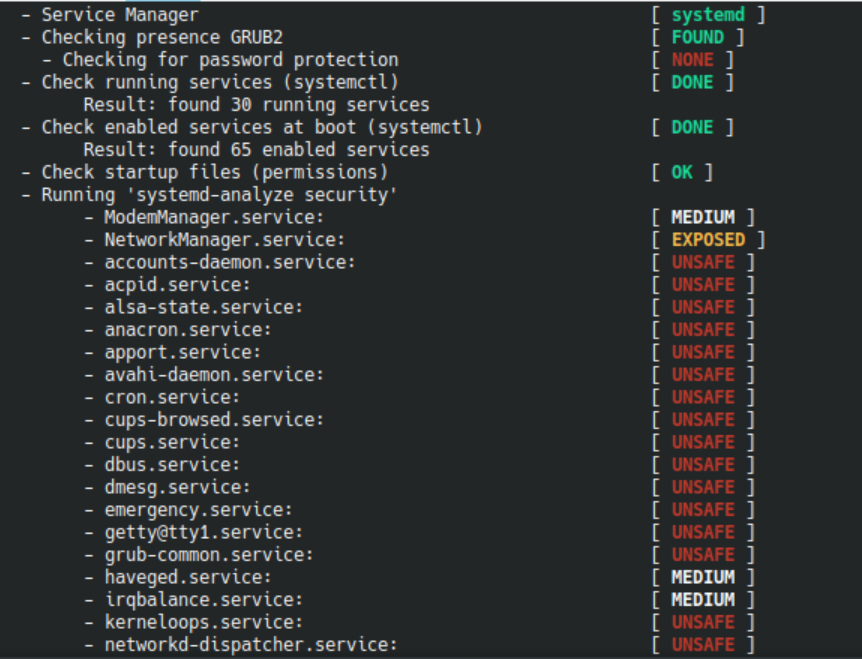 - Service Manager [ systemd ]
- Checking presence GRUB2 [ FOUND ]
- Checking for password protection [ NONE ]
- Check running services (systemctl) [ DONE ]
Result: found 30 running services
- Check enabled services at boot (systemctl) [ DONE ]
Result: found 65 enabled services
- Check startup files (permissions) [ OK ]
- Running 'systemd-analyze security'
- ModemManager.service: [ MEDIUM ]
- NetworkManager.service: [ EXPOSED ]
- accounts-daemon.service: [ UNSAFE ]
- acpid.service: [ UNSAFE ]
- alsa-state.service: [ UNSAFE ]
- anacron.service: [ UNSAFE ]
- apport.service: [ UNSAFE ]
- avahi-daemon.service: [ UNSAFE ]
- cron.service: [ UNSAFE ]
- cups-browsed.service: [ UNSAFE ]
- cups.service: [ UNSAFE ]
- dbus.service: [ UNSAFE ]
- dmesg.service: [ UNSAFE ]
- emergency.service: [ UNSAFE ]
- getty@tty1.service: [ UNSAFE ]
- grub-common.service: [ UNSAFE ]
- haveged.service: [ MEDIUM ]
- irqbalance.service: [ MEDIUM ]
- kerneloops.service: [ UNSAFE ]
- networkd-dispatcher.service: [ UNSAFE ]